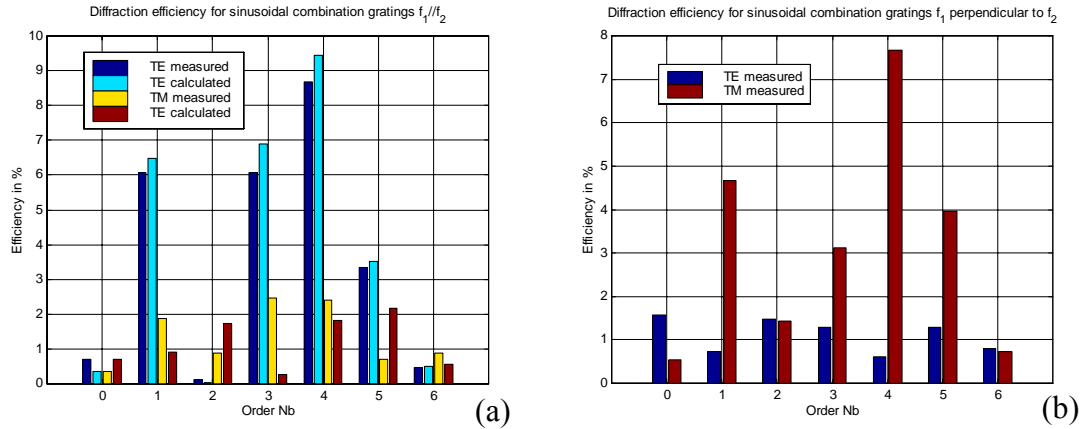 Diffraction efficiency for sinusoidal combination gratings f1//f2
10
9
8
7
6
5
4
3
2
1
0
Efficiency in %
TE measured
TE calculated
TM measured
TE calculated
0 1 2 3 4 5 6
Order Nb
(a)
Diffraction efficiency for sinusoidal combination gratings f1 perpendicular to f2
8
7
6
5
4
3
2
1
0
Efficiency in %
TE measured
TM measured
0 1 2 3 4 5 6
Order Nb
(b)